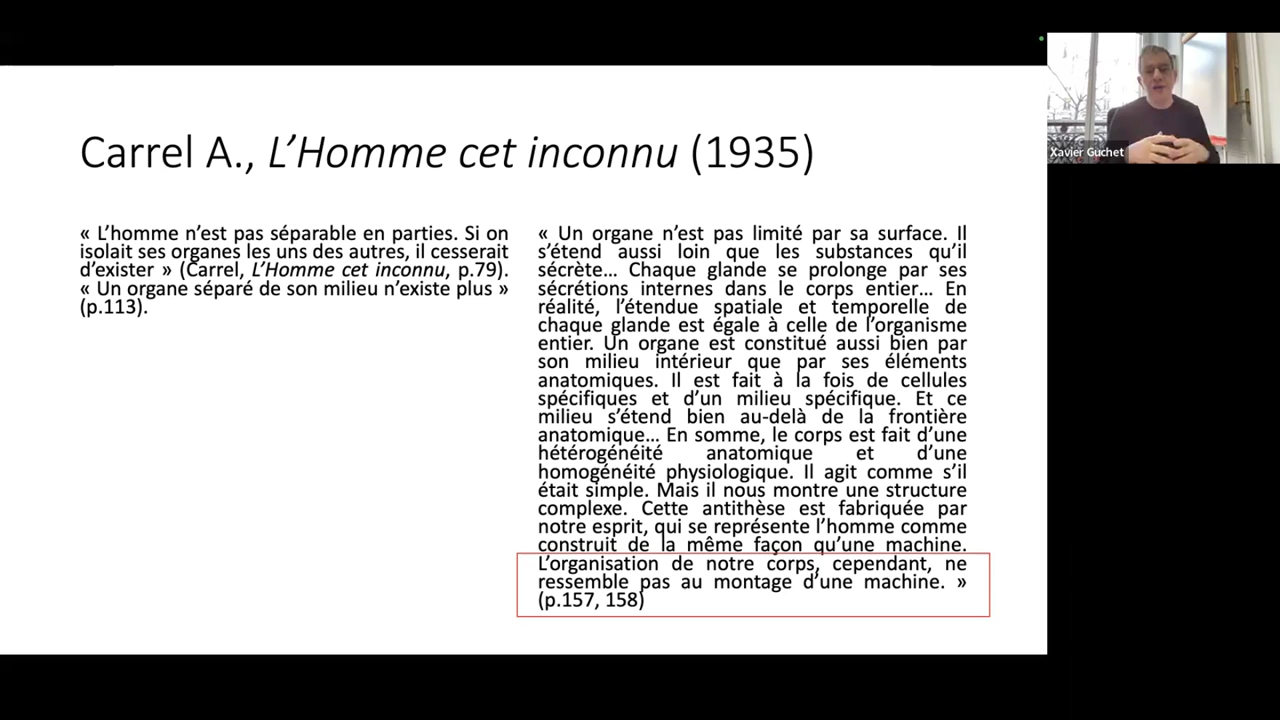 Carrel A., L’Homme cet inconnu (1935)
« L’homme n’est pas séparable en parties. Si on
isolait ses organes les uns des autres, il cesserait
d’exister » (Carrel, L’Homme cet inconnu, p.79).
« Un organe séparé de son milieu n’existe plus »
(p.113).
« Un organe n’est pas limité par sa surface. Il
s’étend aussi loin que les substances qu’il
sécrète… Chaque glande se prolonge par ses
sécrétions internes dans le corps entier… En
réalité, l’étendue spatiale et temporelle de
chaque glande est égale à celle de l’organisme
entier. Un organe est constitué aussi bien par
son milieu intérieur que par ses éléments
anatomiques. Il est fait à la fois de cellules
spécifiques et d’un milieu spécifique. Et ce
milieu s’étend bien au-delà de la frontière
anatomique… En somme, le corps est fait d’une
hétérogénéité anatomique et d’une
homogénéité physiologique. Il agit comme s’il
était simple. Mais il nous montre une structure
complexe. Cette antithèse est fabriquée par
notre esprit, qui se représente l’homme comme
construit de la même façon qu’une machine.
L’organisation de notre corps, cependant, ne
ressemble pas au montage d’une machine. »
(p.157, 158)
Xavier Guchet